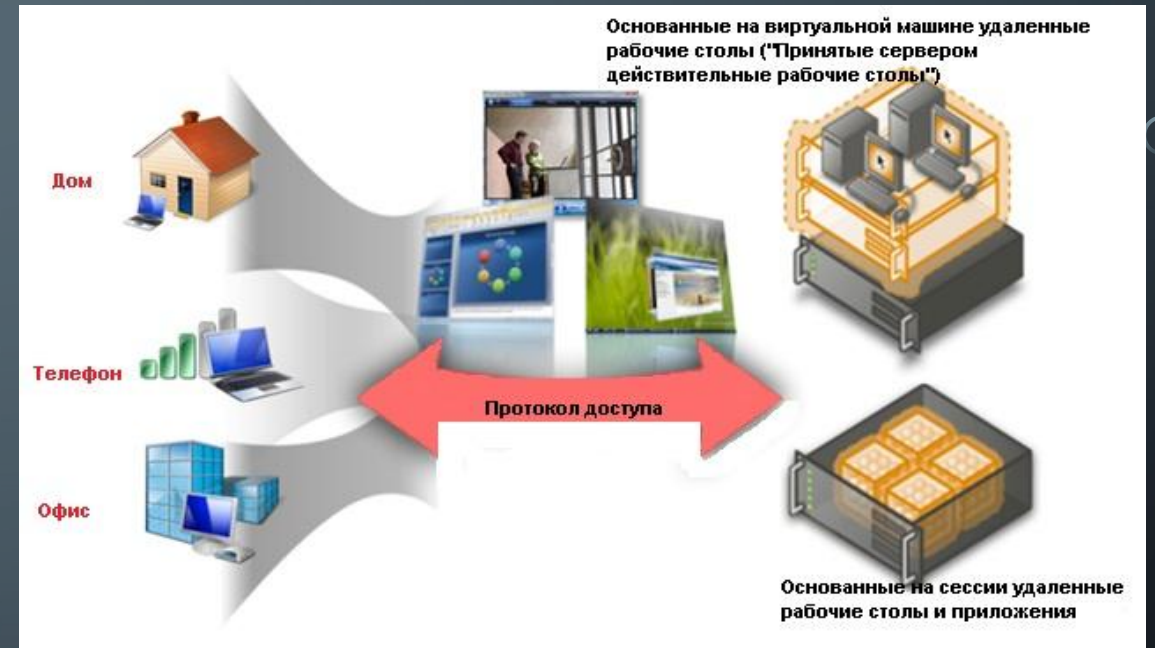 Основанные на виртуальной машине удаленные
рабочие столы ("Принятые сервером
действительные рабочие столы")
Дом
Телефон
Протокол доступа
Офис
Основанные на сессии удаленные
рабочие столы и приложения